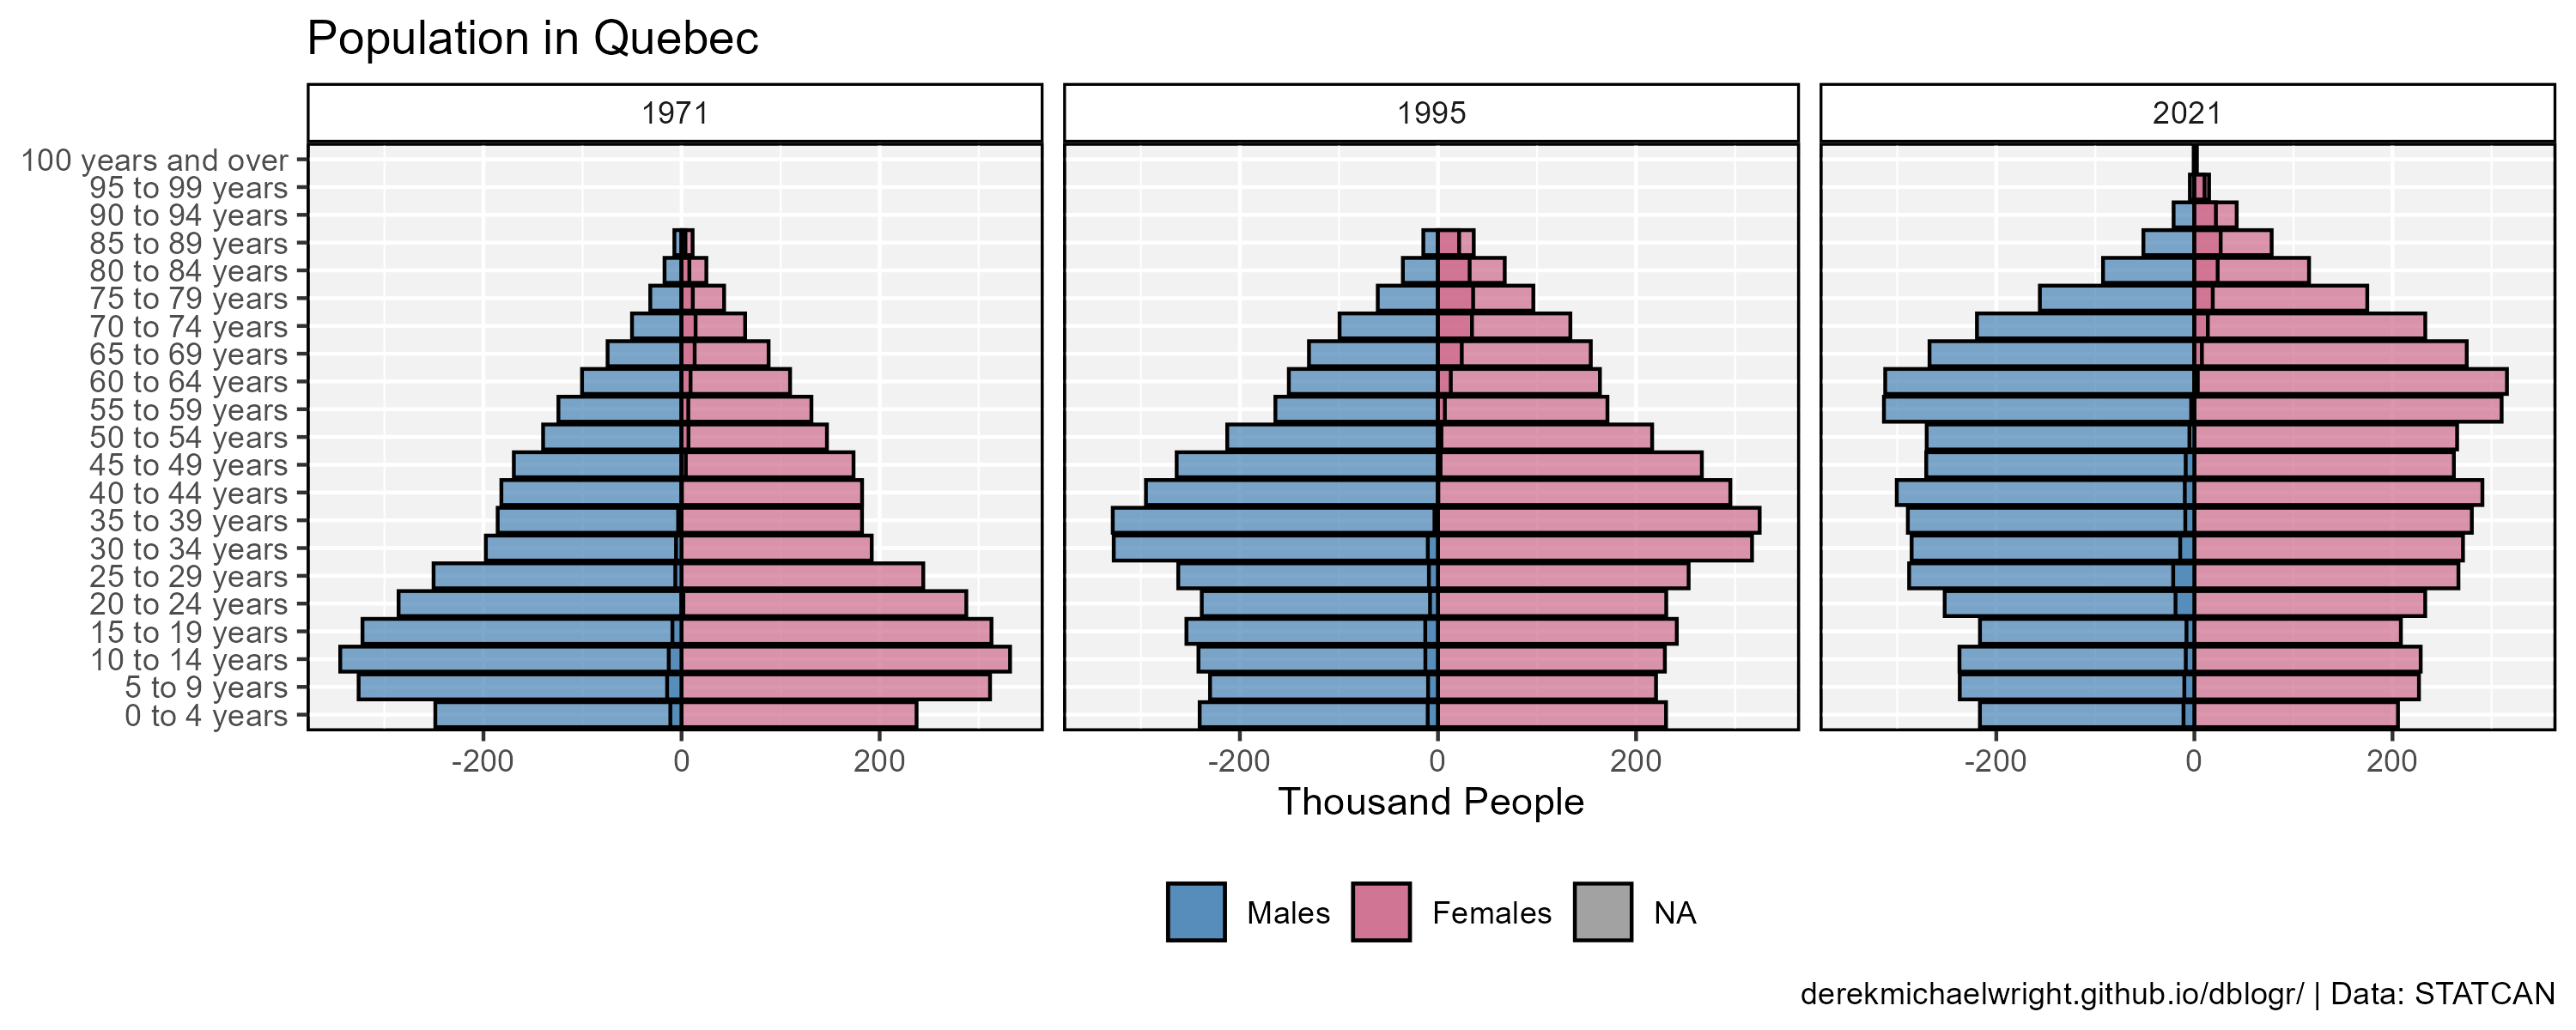 Population in Quebec
1971
1995
2021
100 years and over
95 to 99 years
90 to 94 years
85 to 89 years
80 to 84 years
75 to 79 years
70 to 74 years
65 to 69 years
60 to 64 years
55 to 59 years
50 to 54 years
45 to 49 years
40 to 44 years
35 to 39 years
30 to 34 years
25 to 29 years
20 to 24 years
15 to 19 years
10 to 14 years
5 to 9 years
0 to 4 years
-200 0 200
-200 0 200
-200 0 200
Thousand People
Males Females NA
derekmichaelwright.github.io/dblogr/ | Data: STATCAN